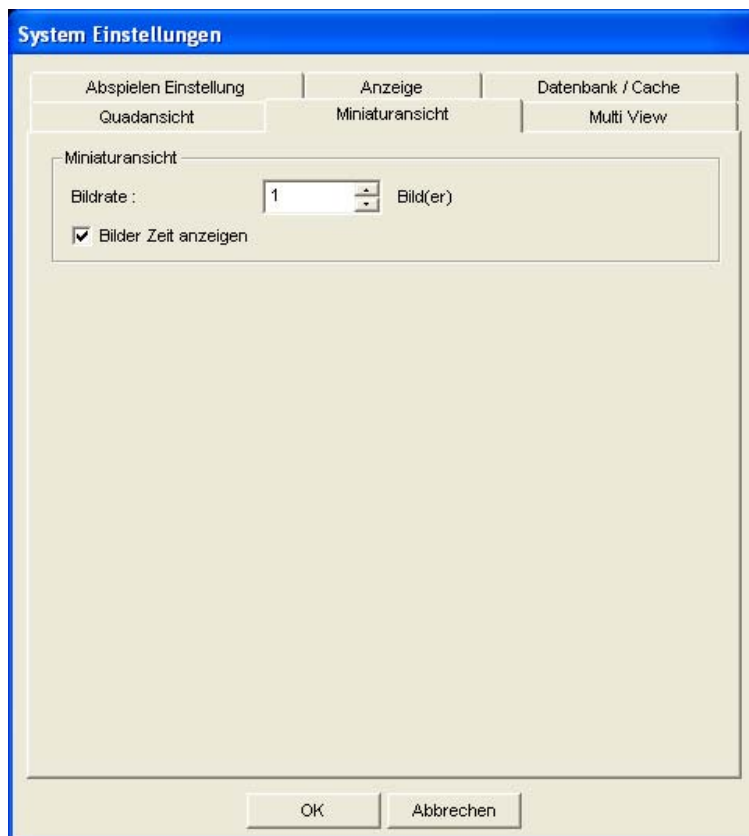 System Einstellungen
Abspielen Einstellung Anzeige Datenbank / Cache
Quadansicht Miniaturansicht Multi View
Miniaturansicht
Bildrate : 1 Bild(er)
Bilder Zeit anzeigen
OK Abbrechen